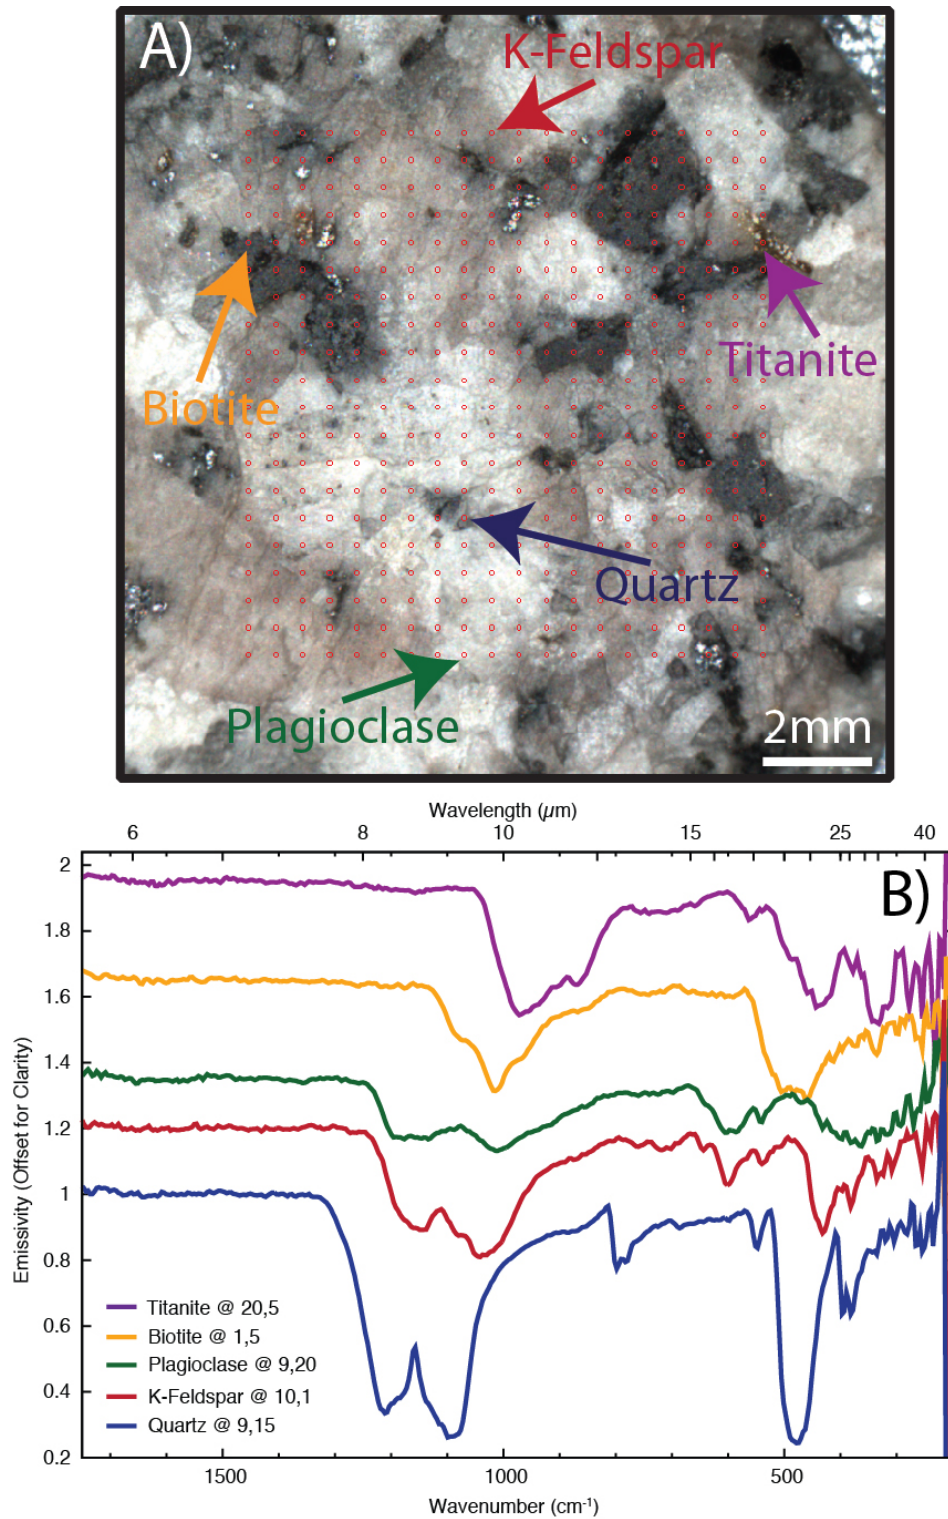 A)
K-Feldspar
Biotite
Titanite
Quartz
Plagioclase
2mm
Wavelength (µm)
6 8 10 15 25 40
B)
2
1.8
1.6
1.4
1.2
1
0.8
0.6
0.4
0.2
Emissivity (Offset for Clarity)
Titanite @ 20,5
Biotite @ 1,5
Plagioclase @ 9,20
K-Feldspar @ 10,1
Quartz @ 9,15
1500 1000 500
Wavenumber (cm⁻¹)